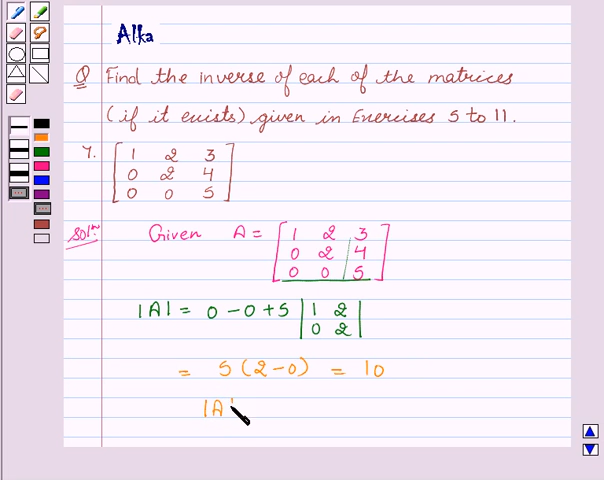 Alka
Q Find the inverse of each of the matrices
(if it exists) given in Exercises 5 to 11.
7. [ 1 2 3
0 2 4
0 0 5 ]
Solⁿ Given A = [ 1 2 3
0 2 4
0 0 5 ]
|A| = 0 - 0 + 5 | 1 2
0 2 |
= 5 (2 - 0) = 10
|A|